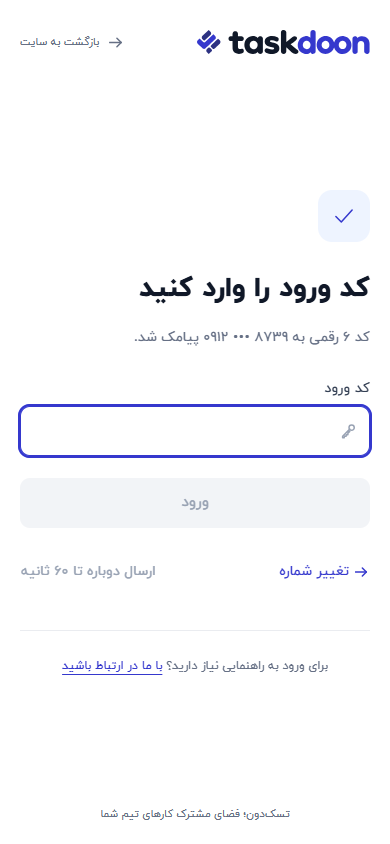 taskdoon
بازگشت به سایت
کد ورود را وارد کنید
کد ۶ رقمی به ۸۷۳۹ ••• ۰۹۱۲ پیامک شد.
کد ورود
ورود
تغییر شماره
ارسال دوباره تا ۶۰ ثانیه
برای ورود به راهنمایی نیاز دارید؟ با ما در ارتباط باشید
تسک‌دون؛ فضای مشترک کارهای تیم شما